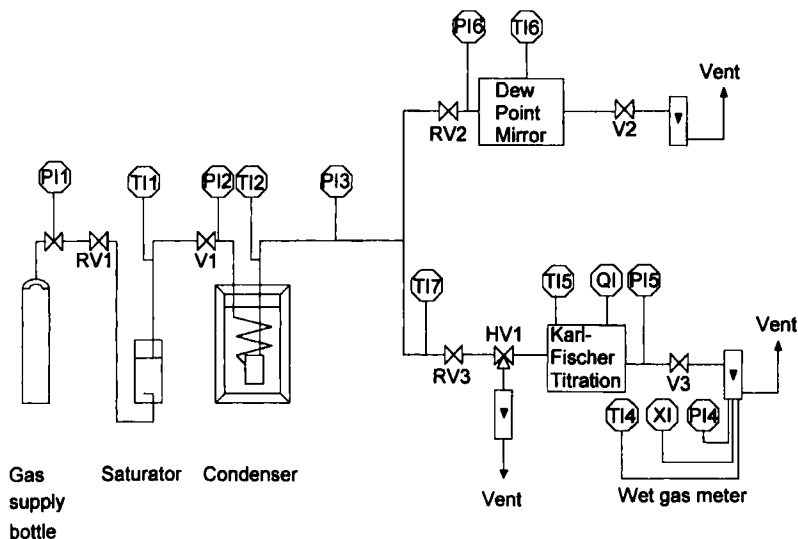 PI6
TI6
Vent
Dew
Point
Mirror
RV2
V2
PI1
TI1
PI2
TI2
PI3
RV1
V1
TI7
TI5
QI
PI5
Vent
HV1
Karl-
Fischer
Titration
RV3
V3
TI4
XI
PI4
Gas
supply
bottle
Saturator
Condenser
Vent
Wet gas meter